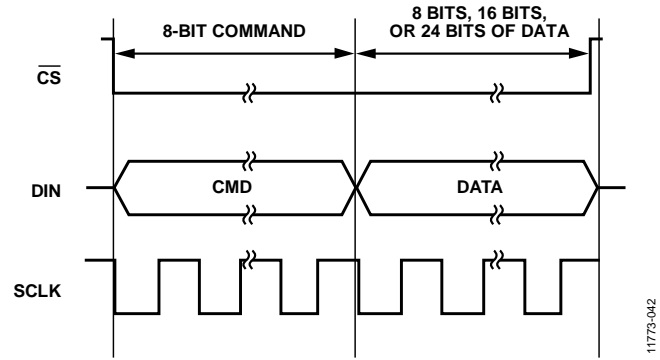 8-BIT COMMAND
8 BITS, 16 BITS,
OR 24 BITS OF DATA
CS
DIN
CMD
DATA
SCLK
11773-042